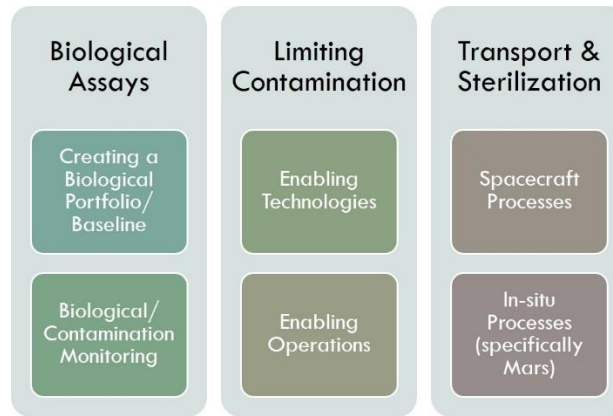 Biological
Assays
Creating a
Biological
Portfolio/
Baseline
Biological/
Contamination
Monitoring
Limiting
Contamination
Enabling
Technologies
Enabling
Operations
Transport &
Sterilization
Spacecraft
Processes
In-situ
Processes
(specifically
Mars)